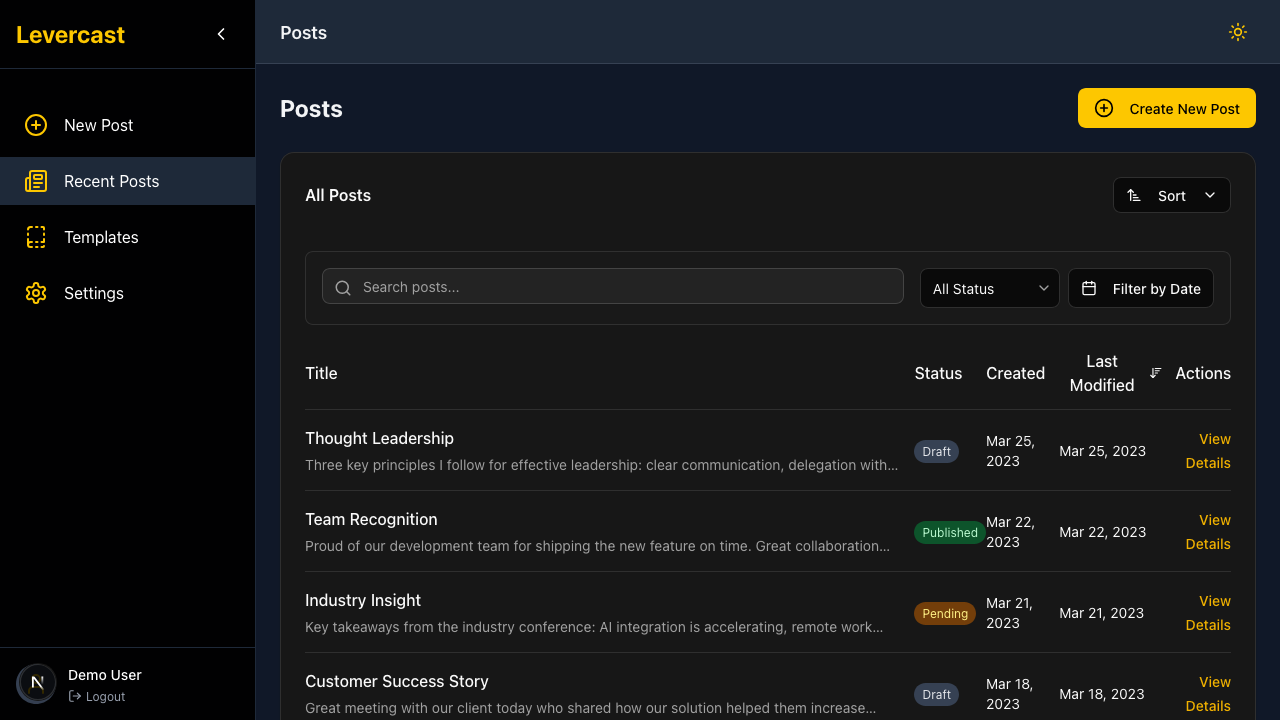 Levercast
Posts
New Post
Recent Posts
Templates
Settings
Demo User
Logout
Posts
Create New Post
All Posts
Sort
Search posts...
All Status
Filter by Date
Title
Status
Created
Last
Modified
Actions
Thought Leadership
Three key principles I follow for effective leadership: clear communication, delegation with...
Draft
Mar 25,
2023
Mar 25, 2023
View
Details
Team Recognition
Proud of our development team for shipping the new feature on time. Great collaboration...
Published
Mar 22,
2023
Mar 22, 2023
View
Details
Industry Insight
Key takeaways from the industry conference: AI integration is accelerating, remote work...
Pending
Mar 21,
2023
Mar 21, 2023
View
Details
Customer Success Story
Great meeting with our client today who shared how our solution helped them increase...
Draft
Mar 18,
2023
Mar 18, 2023
View
Details
N